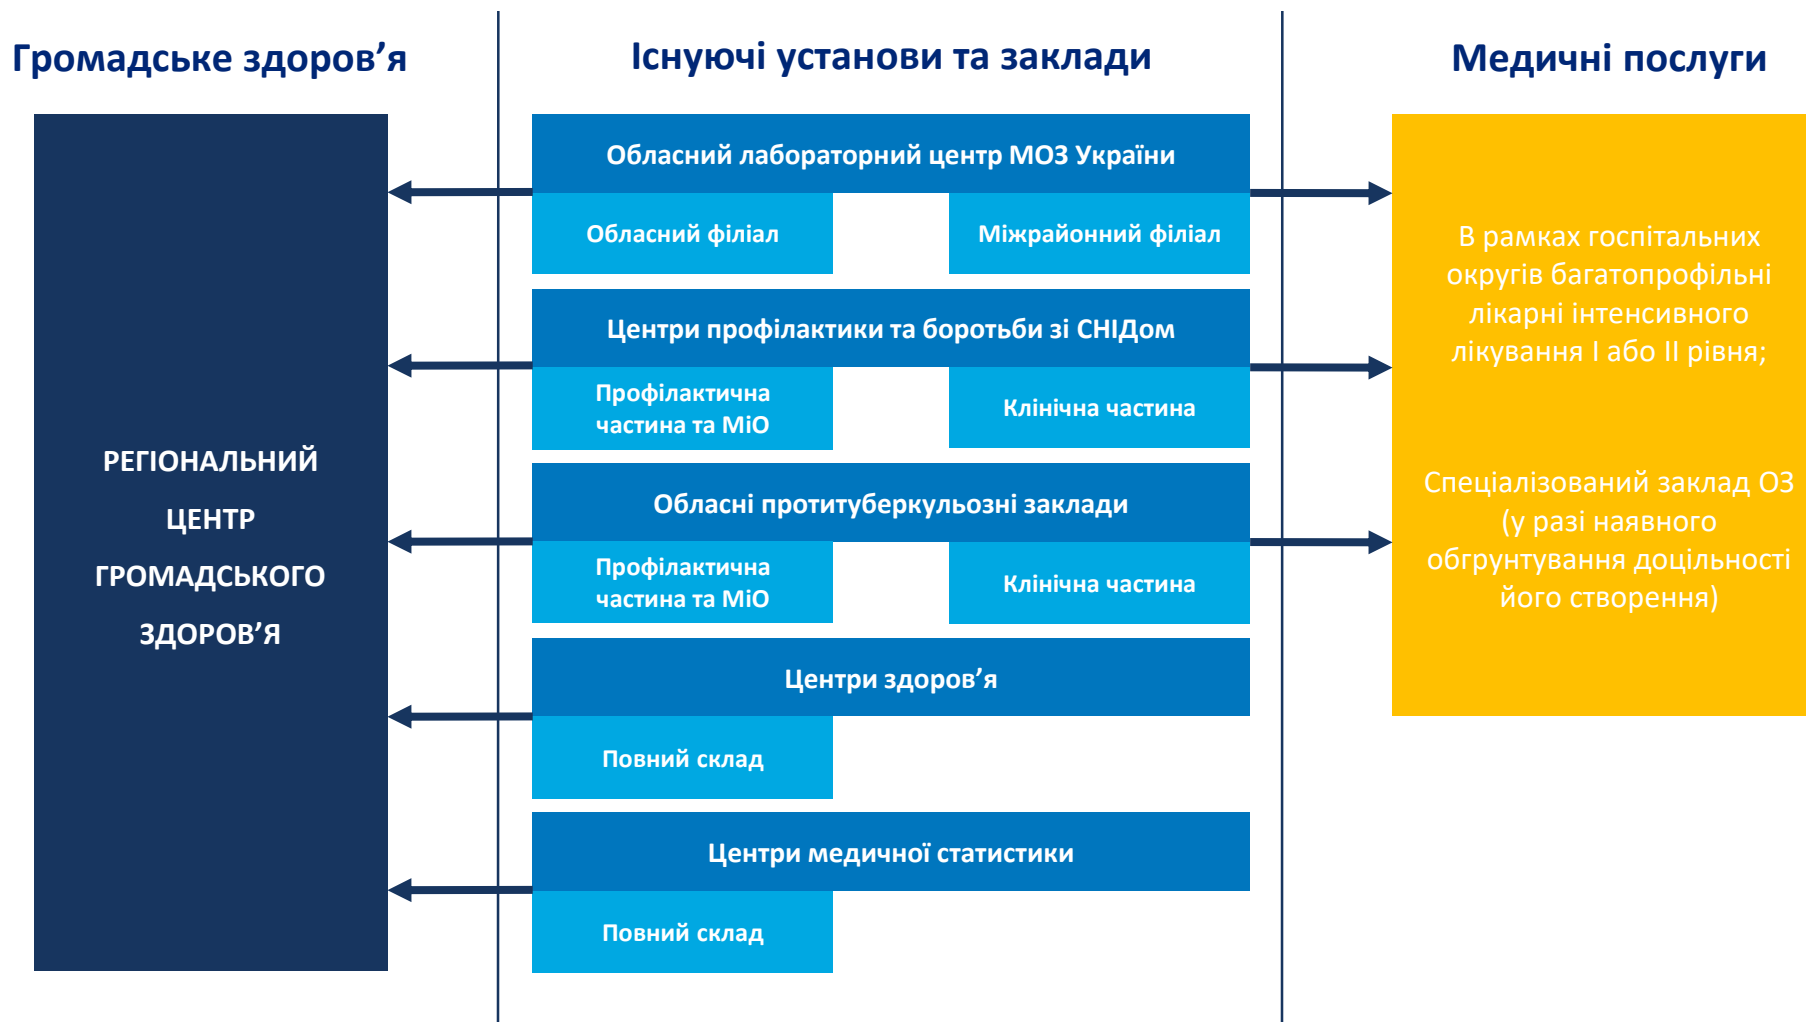 Громадське здоров’я
Існуючі установи та заклади
Медичні послуги
РЕГІОНАЛЬНИЙ
ЦЕНТР
ГРОМАДСЬКОГО
ЗДОРОВ’Я
Обласний лабораторний центр МОЗ України
Обласний філіал
Міжрайонний філіал
Центри профілактики та боротьби зі СНІДом
Профілактична
частина та МіО
Клінічна частина
Обласні протитуберкульозні заклади
Профілактична
частина та МіО
Клінічна частина
Центри здоров’я
Повний склад
Центри медичної статистики
Повний склад
В рамках госпітальних
округів багатопрофільні
лікарні інтенсивного
лікування І або ІІ рівня;
Спеціалізований заклад ОЗ
(у разі наявного
обгрунтування доцільності
його створення)